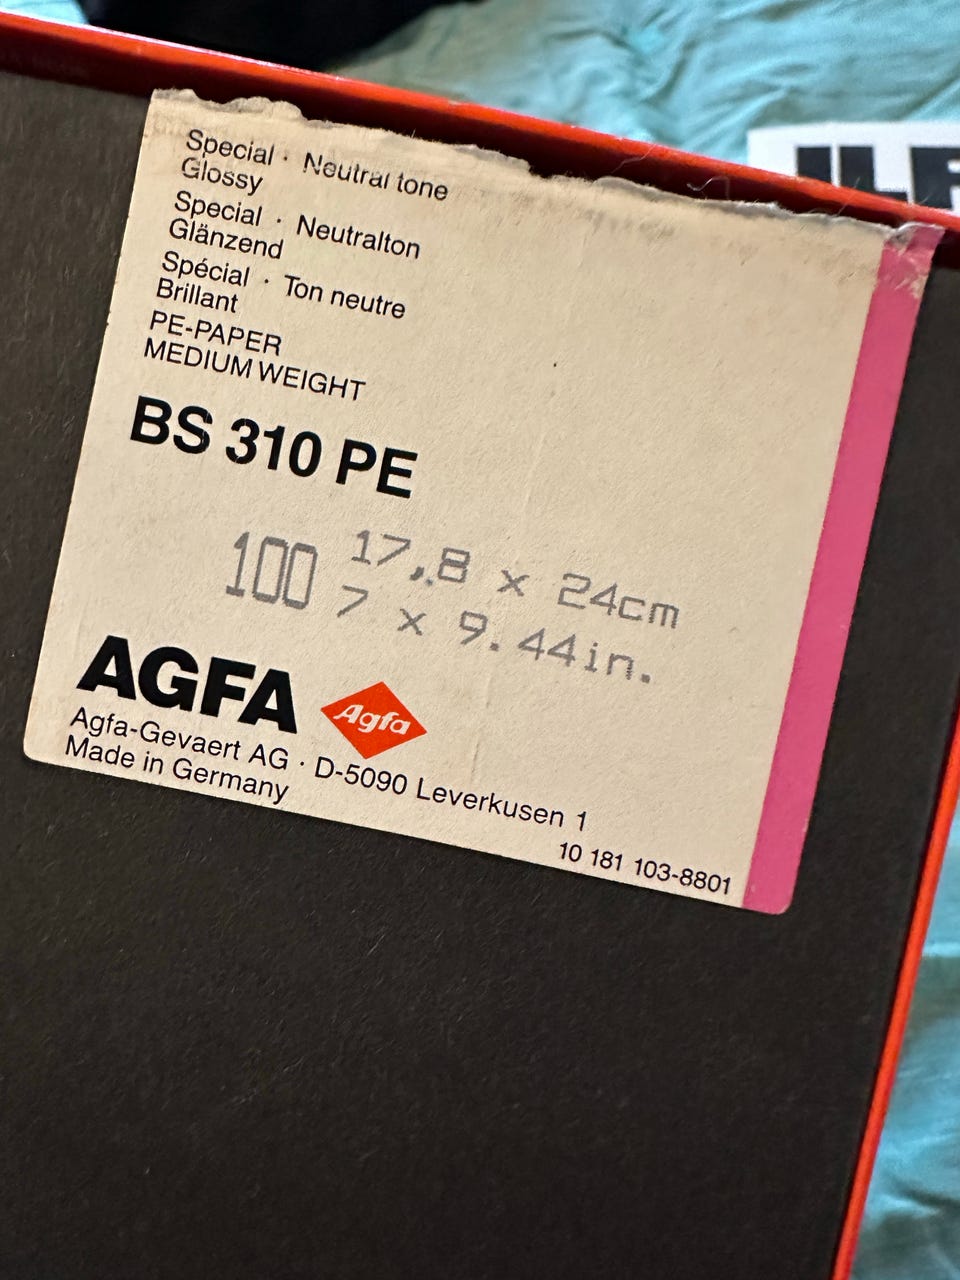 Special · Neutral tone
Glossy
Special · Neutralton
Glänzend
Spécial · Ton neutre
Brillant
PE-PAPER
MEDIUM WEIGHT
BS 310 PE
100 17,8 x 24cm
7 x 9.44in.
AGFA Agfa
Agfa-Gevaert AG · D-5090 Leverkusen 1
Made in Germany
10 181 103-8801